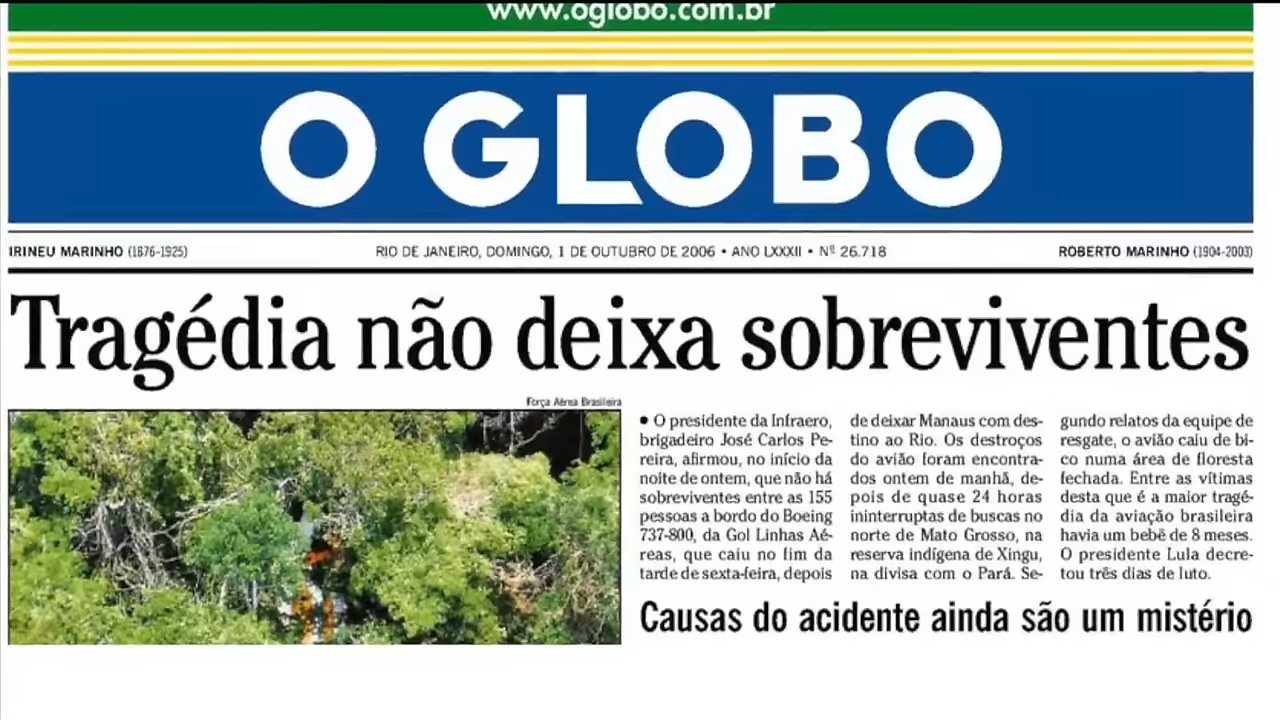 www.oglobo.com.br
O GLOBO
IRINEU MARINHO (1876-1925)
RIO DE JANEIRO, DOMINGO, 1 DE OUTUBRO DE 2006 • ANO LXXXII • Nº 26.718
ROBERTO MARINHO (1904-2003)
Tragédia não deixa sobreviventes
Força Aérea Brasileira
• O presidente da Infraero,
brigadeiro José Carlos Pe-
reira, afirmou, no início da
noite de ontem, que não há
sobreviventes entre as 155
pessoas a bordo do Boeing
737-800, da Gol Linhas Aé-
reas, que caiu no fim da
tarde de sexta-feira, depois
de deixar Manaus com des-
tino ao Rio. Os destroços
do avião foram encontra-
dos ontem de manhã, de-
pois de quase 24 horas
ininterruptas de buscas no
norte de Mato Grosso, na
reserva indígena de Xingu,
na divisa com o Pará. Se-
gundo relatos da equipe de
resgate, o avião caiu de bi-
co numa área de floresta
fechada. Entre as vítimas
desta que é a maior tragé-
dia da aviação brasileira
havia um bebê de 8 meses.
O presidente Lula decre-
tou três dias de luto.
Causas do acidente ainda são um mistério